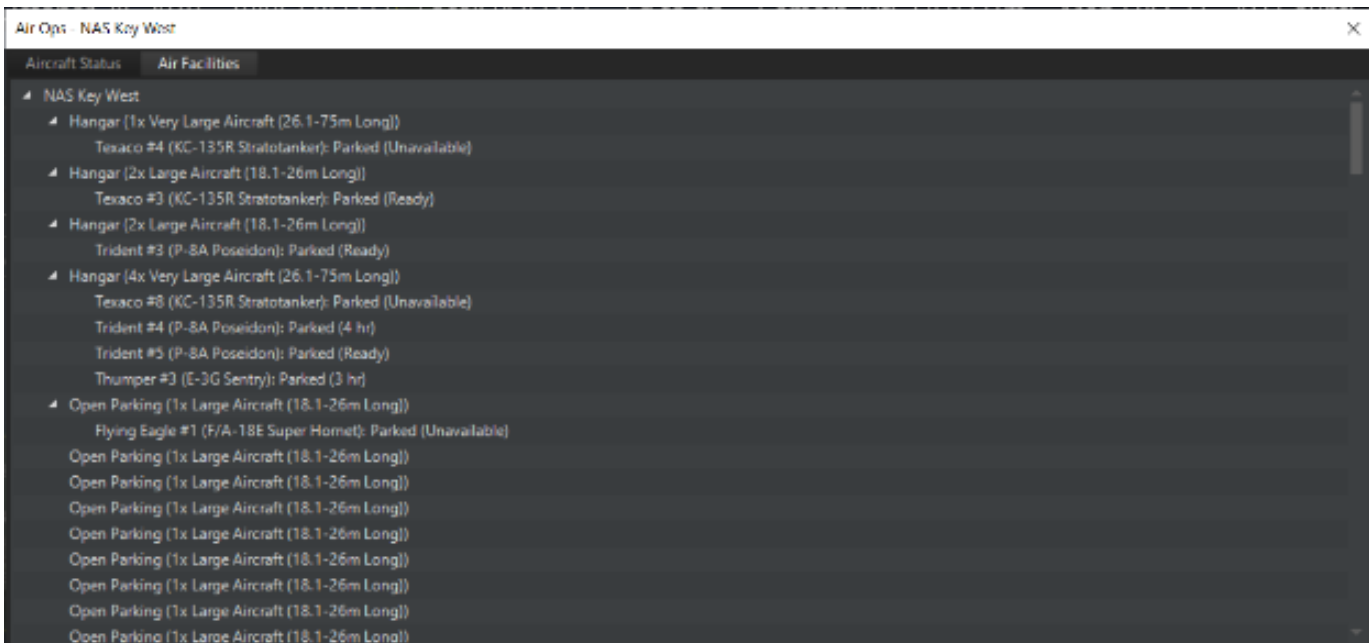 Air Ops - NAS Key West
Aircraft Status Air Facilities
NAS Key West
Hangar (1x Very Large Aircraft (26.1-75m Long))
Texaco #4 (KC-135R Stratotanker): Parked (Unavailable)
Hangar (2x Large Aircraft (18.1-26m Long))
Texaco #3 (KC-135R Stratotanker): Parked (Ready)
Hangar (2x Large Aircraft (18.1-26m Long))
Trident #3 (P-8A Poseidon): Parked (Ready)
Hangar (4x Very Large Aircraft (26.1-75m Long))
Texaco #8 (KC-135R Stratotanker): Parked (Unavailable)
Trident #4 (P-8A Poseidon): Parked (4 hr)
Trident #5 (P-8A Poseidon): Parked (Ready)
Thumper #3 (E-3G Sentry): Parked (3 hr)
Open Parking (1x Large Aircraft (18.1-26m Long))
Flying Eagle #1 (F/A-18E Super Hornet): Parked (Unavailable)
Open Parking (1x Large Aircraft (18.1-26m Long))
Open Parking (1x Large Aircraft (18.1-26m Long))
Open Parking (1x Large Aircraft (18.1-26m Long))
Open Parking (1x Large Aircraft (18.1-26m Long))
Open Parking (1x Large Aircraft (18.1-26m Long))
Open Parking (1x Large Aircraft (18.1-26m Long))
Open Parking (1x Large Aircraft (18.1-26m Long))
Open Parking (1x Large Aircraft (18.1-26m Long))